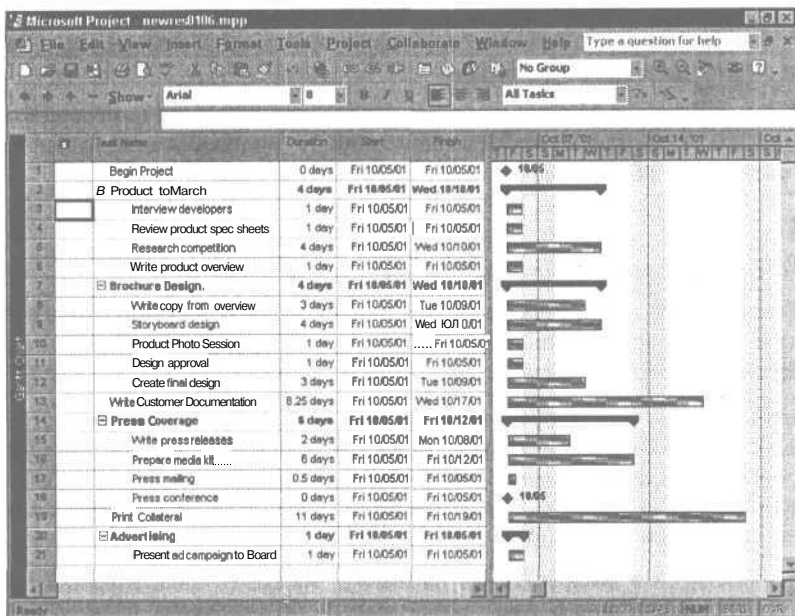 Microsoft Project newres0106.mpp
File Edit View Insert Format Tools Project Collaborate Window Help Type a question for help
No Group
Show Arial 8 B I U All Tasks
Task Name Duration Start Finish Oct 07, '01 Oct 14, '01 Oct
T F S S M T W T F S S M T W T F S S
1 Begin Project 0 days Fri 10/05/01 Fri 10/05/01 10/05
2 B Product toMarch 4 days Fri 10/05/01 Wed 10/10/01
3 Interview developers 1 day Fri 10/05/01 Fri 10/05/01
4 Review product spec sheets 1 day Fri 10/05/01 Fri 10/05/01
5 Research competition 4 days Fri 10/05/01 Wed 10/10/01
6 Write product overview 1 day Fri 10/05/01 Fri 10/05/01
7 Brochure Design. 4 days Fri 10/05/01 Wed 10/10/01
8 Write copy from overview 3 days Fri 10/05/01 Tue 10/09/01
9 Storyboard design 4 days Fri 10/05/01 Wed ЮЛ 0/01
10 Product Photo Session 1 day Fri 10/05/01 ..... Fri 10/05/01
11 Design approval 1 day Fri 10/05/01 Fri 10/05/01
12 Create final design 3 days Fri 10/05/01 Tue 10/09/01
13 Write Customer Documentation 8.25 days Fri 10/05/01 Wed 10/17/01
14 Press Coverage 6 days Fri 10/05/01 Fri 10/12/01
15 Write press releases 2 days Fri 10/05/01 Mon 10/08/01
16 Prepare media kit...... 6 days Fri 10/05/01 Fri 10/12/01
17 Press mailing 0.5 days Fri 10/05/01 Fri 10/05/01
18 Press conference 0 days Fri 10/05/01 Fri 10/05/01 10/05
19 Print Collateral 11 days Fri 10/05/01 Fri 10/19/01
20 Advertising 1 day Fri 10/05/01 Fri 10/05/01
21 Present ad campaign to Board 1 day Fri 10/05/01 Fri 10/05/01
Gantt Chart
Ready NUM